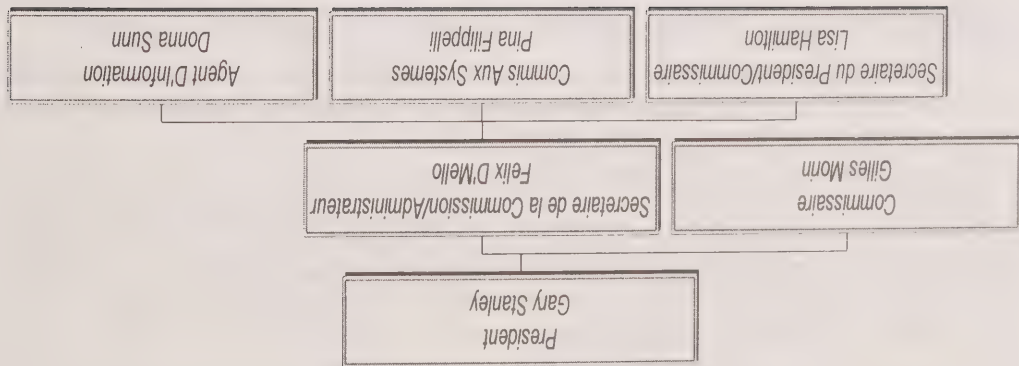 President
Gary Stanley
Commissaire
Gilles Morin
Secretaire de la Commission/Administrateur
Felix D'Mello
Secretaire du President/Commissaire
Lisa Hamilton
Commis Aux Systemes
Pina Filippelli
Agent D'Information
Donna Sunn